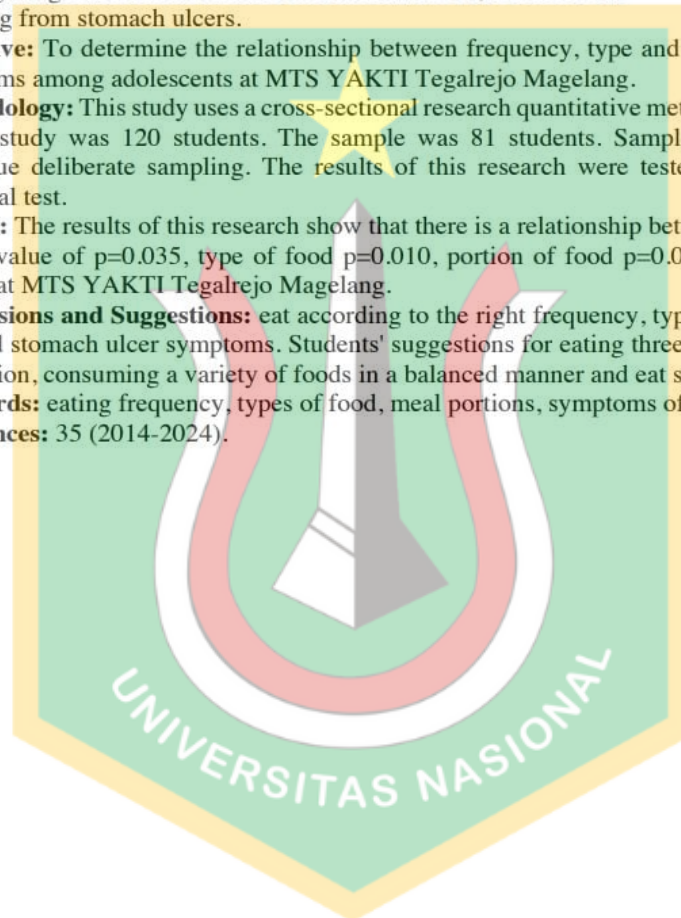 g from stomach ulcers.
ve: To determine the relationship between frequency, type and
ms among adolescents at MTS YAKTI Tegalrejo Magelang.
dology: This study uses a cross-sectional research quantitative met
study was 120 students. The sample was 81 students. Sampl
ue deliberate sampling. The results of this research were teste
al test.
: The results of this research show that there is a relationship bet
value of p=0.035, type of food p=0.010, portion of food p=0.0
at MTS YAKTI Tegalrejo Magelang.
sions and Suggestions: eat according to the right frequency, typ
d stomach ulcer symptoms. Students' suggestions for eating three
ion, consuming a variety of foods in a balanced manner and eat s
rds: eating frequency, types of food, meal portions, symptoms of
nces: 35 (2014-2024).
UNIVERSITAS NASIONAL